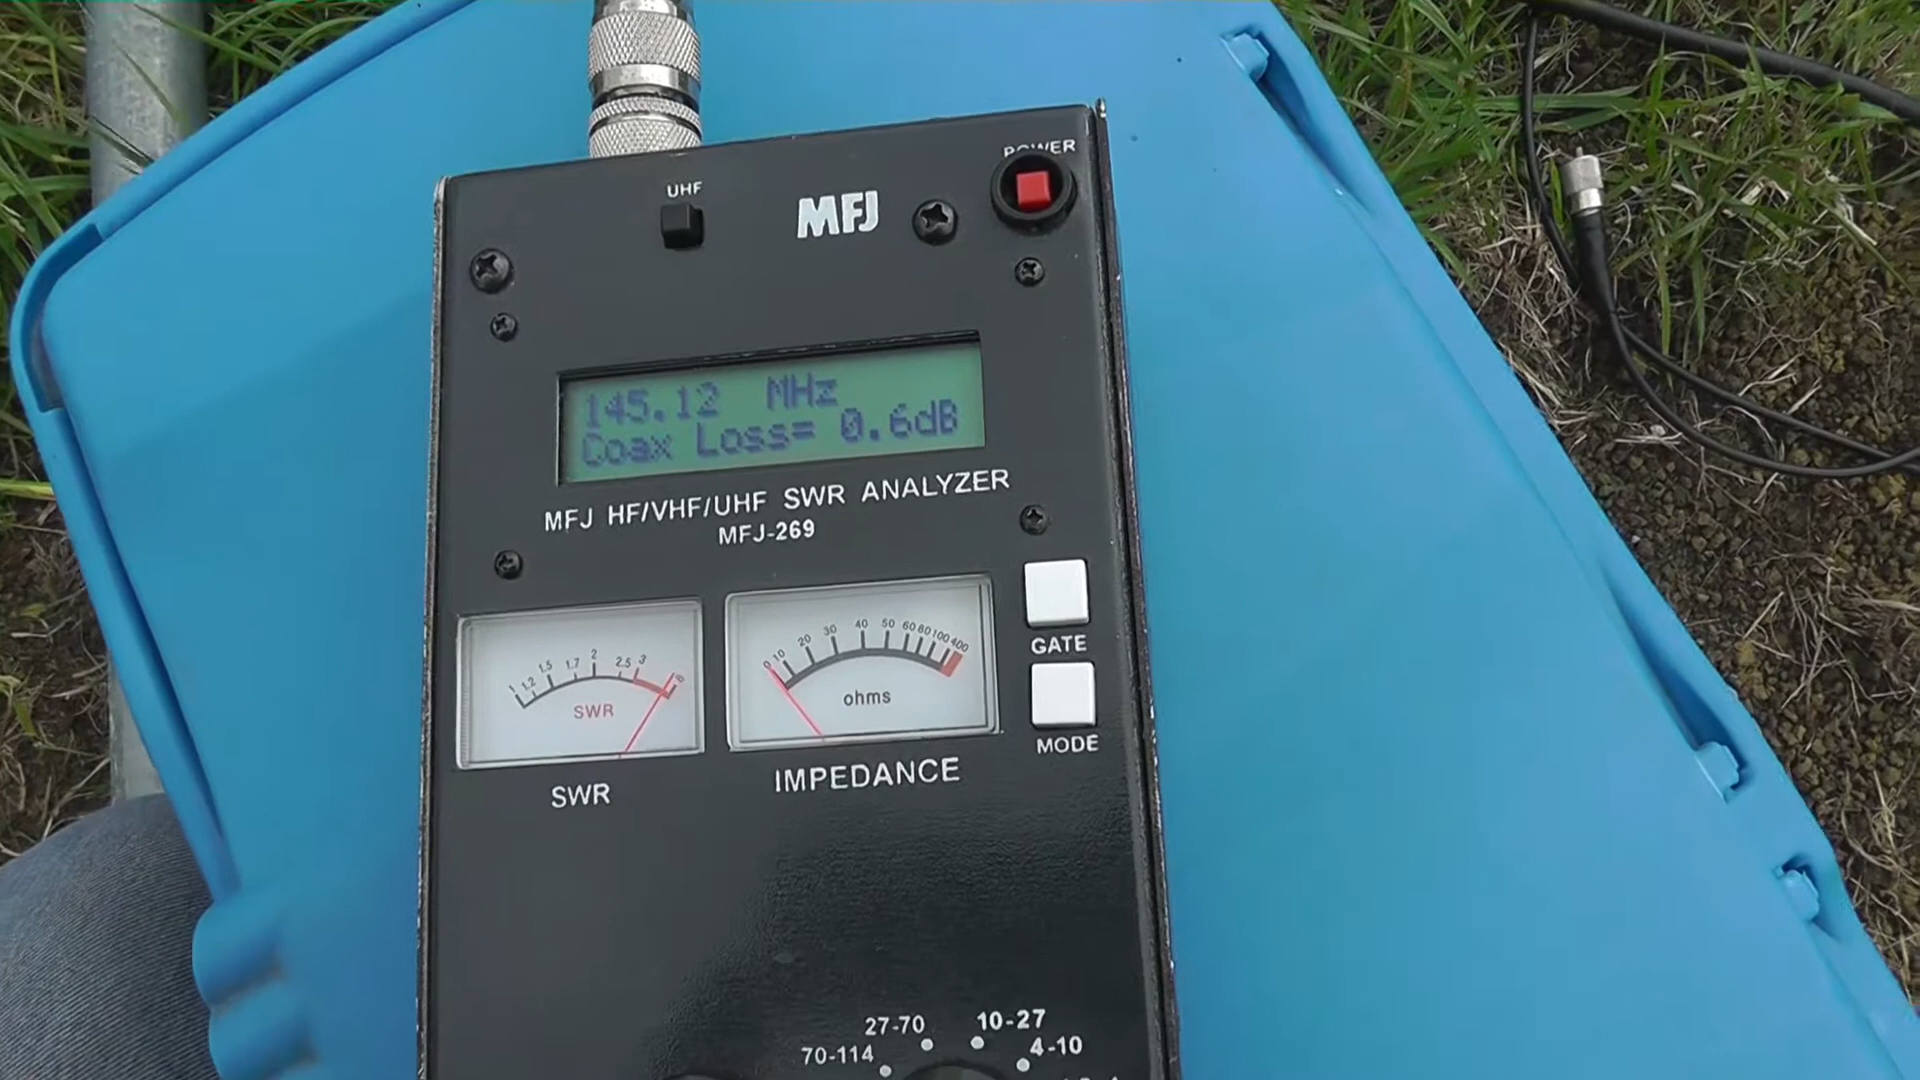 POWER
UHF
MFJ
145.12 MHz
Coax Loss= 0.6dB
MFJ HF/VHF/UHF SWR ANALYZER
MFJ-269
1 1.2 1.5 1.7 2 2.5 3 ∞
SWR
0 10 20 30 40 50 60 80 100 400
ohms
GATE
MODE
SWR
IMPEDANCE
27-70
10-27
70-114
4-10